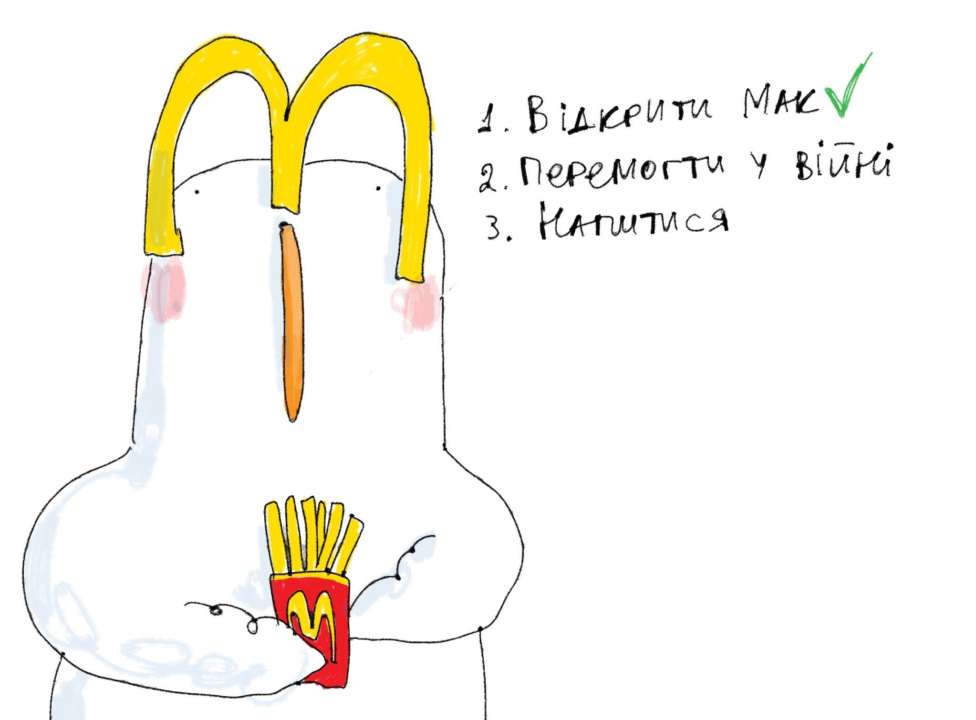 1. Відкрити Мак✓
2. Перемогти у війні
3. Напитися